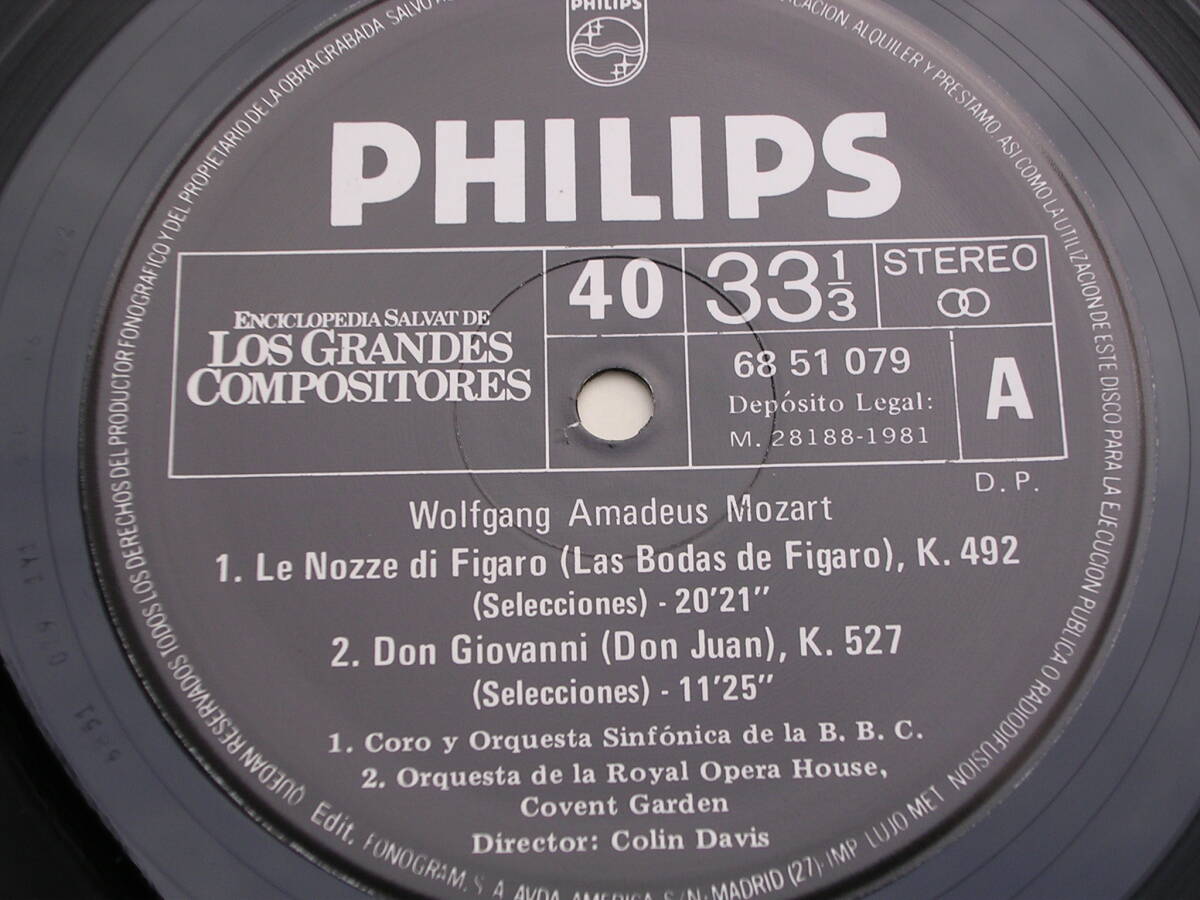 PHILIPS
PHILIPS
ENCICLOPEDIA SALVAT DE
LOS GRANDES
COMPOSITORES
40
33 1/3
STEREO
68 51 079
Depósito Legal:
M. 28188-1981
A
D. P.
Wolfgang Amadeus Mozart
1. Le Nozze di Figaro (Las Bodas de Figaro), K. 492
(Selecciones) - 20'21"
2. Don Giovanni (Don Juan), K. 527
(Selecciones) - 11'25"
1. Coro y Orquesta Sinfónica de la B. B. C.
2. Orquesta de la Royal Opera House,
Covent Garden
Director: Colin Davis
QUEDAN RESERVADOS TODOS LOS DERECHOS DEL PRODUCTOR FONOGRAFICO Y DEL PROPIETARIO DE LA OBRA GRABADA. SALVO
ALQUILER Y PRESTAMO. ASI COMO LA UTILIZACION DE ESTE DISCO PARA LA EJECUCION PUBLICA O RADIODIFUSION
Edit. FONOGRAM, S. A. AVDA. AMERICA S/N - MADRID (27) - IMP LUJO MET